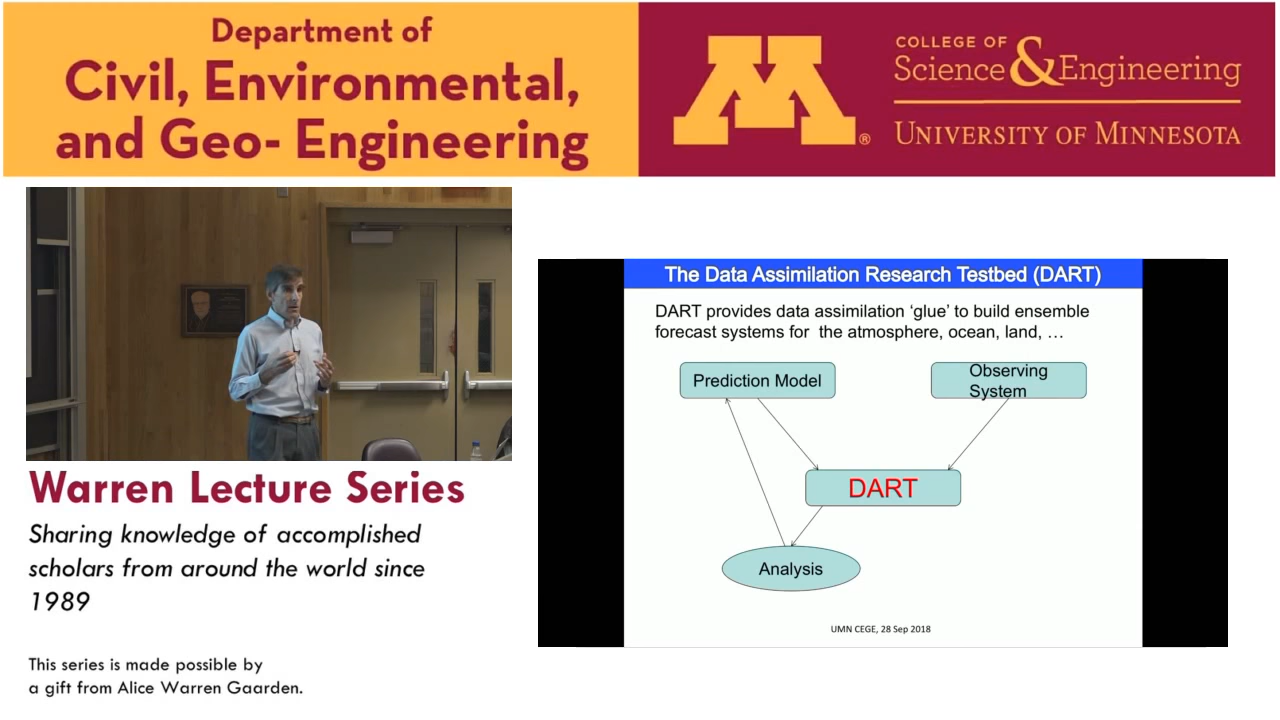 Department of
Civil, Environmental,
and Geo- Engineering
M®
COLLEGE OF
Science & Engineering
UNIVERSITY OF MINNESOTA
Warren Lecture Series
Sharing knowledge of accomplished
scholars from around the world since
1989
This series is made possible by
a gift from Alice Warren Gaarden.
The Data Assimilation Research Testbed (DART)
DART provides data assimilation ‘glue’ to build ensemble
forecast systems for the atmosphere, ocean, land, …
Prediction Model
Observing
System
DART
Analysis
UMN CEGE, 28 Sep 2018